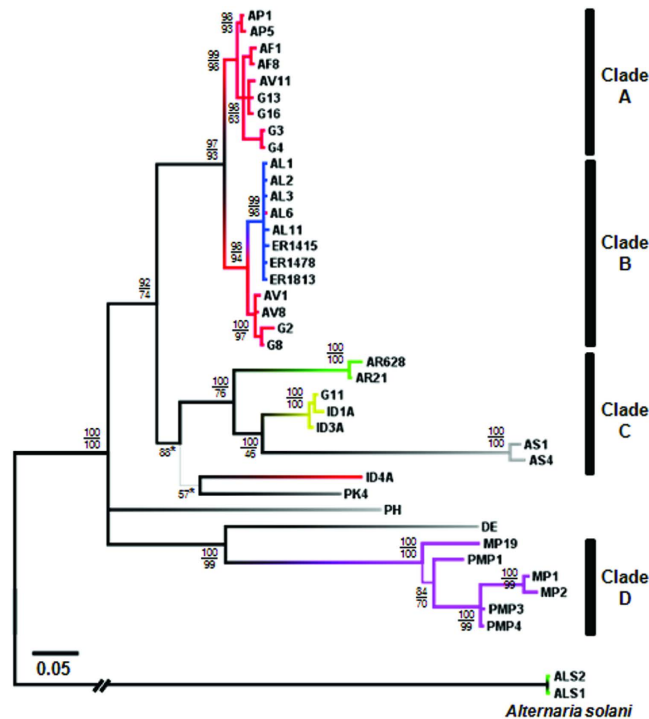 AP1
AP5
AF1
AF8
AV11
G13
G16
G3
G4
Clade
A
98
93
98
98
98
63
97
93
AL1
AL2
AL3
AL6
AL11
ER1415
ER1478
ER1813
AV1
AV8
G2
G8
Clade
B
98
98
98
94
100
97
92
74
AR628
AR21
G11
ID1A
ID3A
AS1
AS4
ID4A
PK4
Clade
C
100
100
100
76
100
100
100
46
100
100
88*
57*
100
100
PH
DE
MP19
PMP1
MP1
MP2
PMP3
PMP4
Clade
D
100
99
100
100
84
70
100
99
100
99
0.05
ALS2
ALS1
Alternaria solani